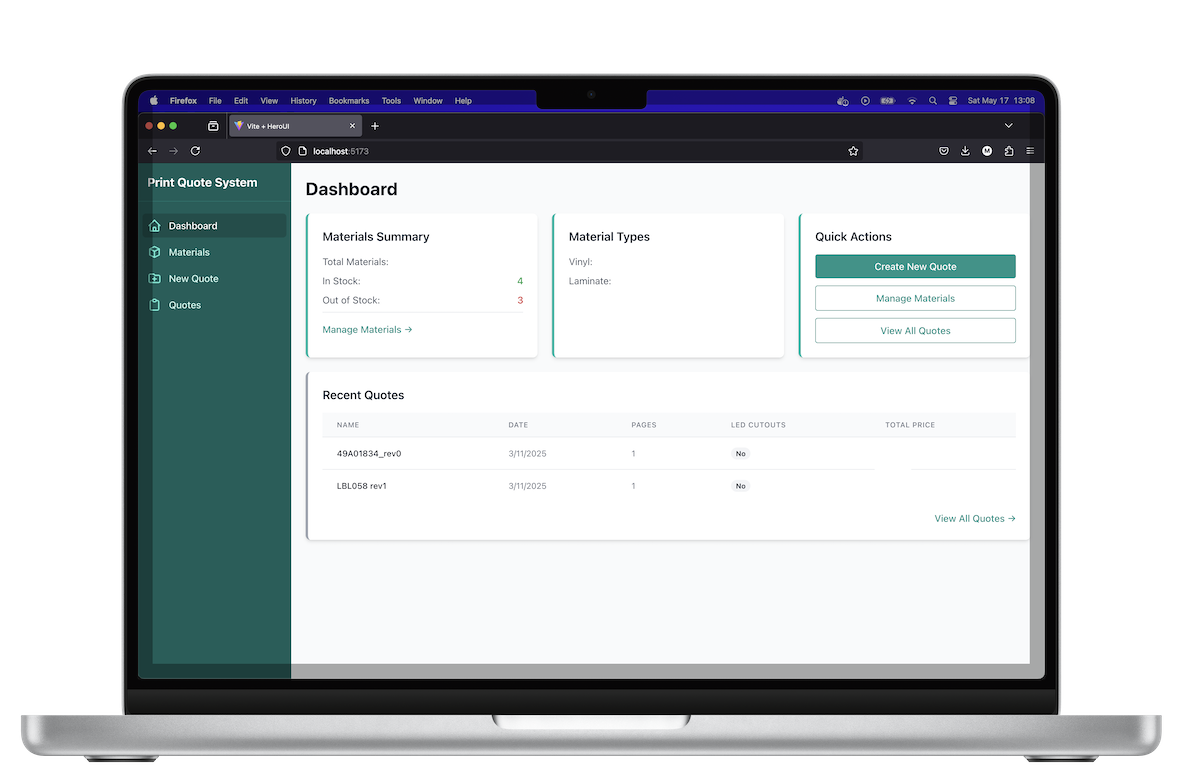 Firefox File Edit View History Bookmarks Tools Window Help Sat May 17 13:08
Vite + HeroUI
localhost:5173
M
Print Quote System
Dashboard
Materials
New Quote
Quotes
Dashboard
Materials Summary
Total Materials:
In Stock: 4
Out of Stock: 3
Manage Materials →
Material Types
Vinyl:
Laminate:
Quick Actions
Create New Quote
Manage Materials
View All Quotes
Recent Quotes
NAME DATE PAGES LED CUTOUTS TOTAL PRICE
49A01834_rev0 3/11/2025 1 No
LBL058 rev1 3/11/2025 1 No
View All Quotes →